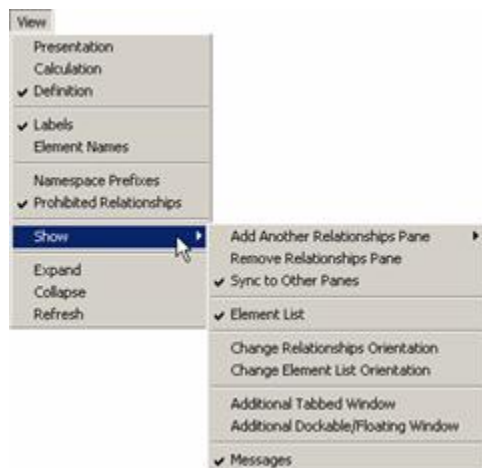 View
Presentation
Calculation
Definition
Labels
Element Names
Namespace Prefixes
Prohibited Relationships
Show
Expand
Collapse
Refresh
Add Another Relationships Pane
Remove Relationships Pane
Sync to Other Panes
Element List
Change Relationships Orientation
Change Element List Orientation
Additional Tabbed Window
Additional Dockable/Floating Window
Messages